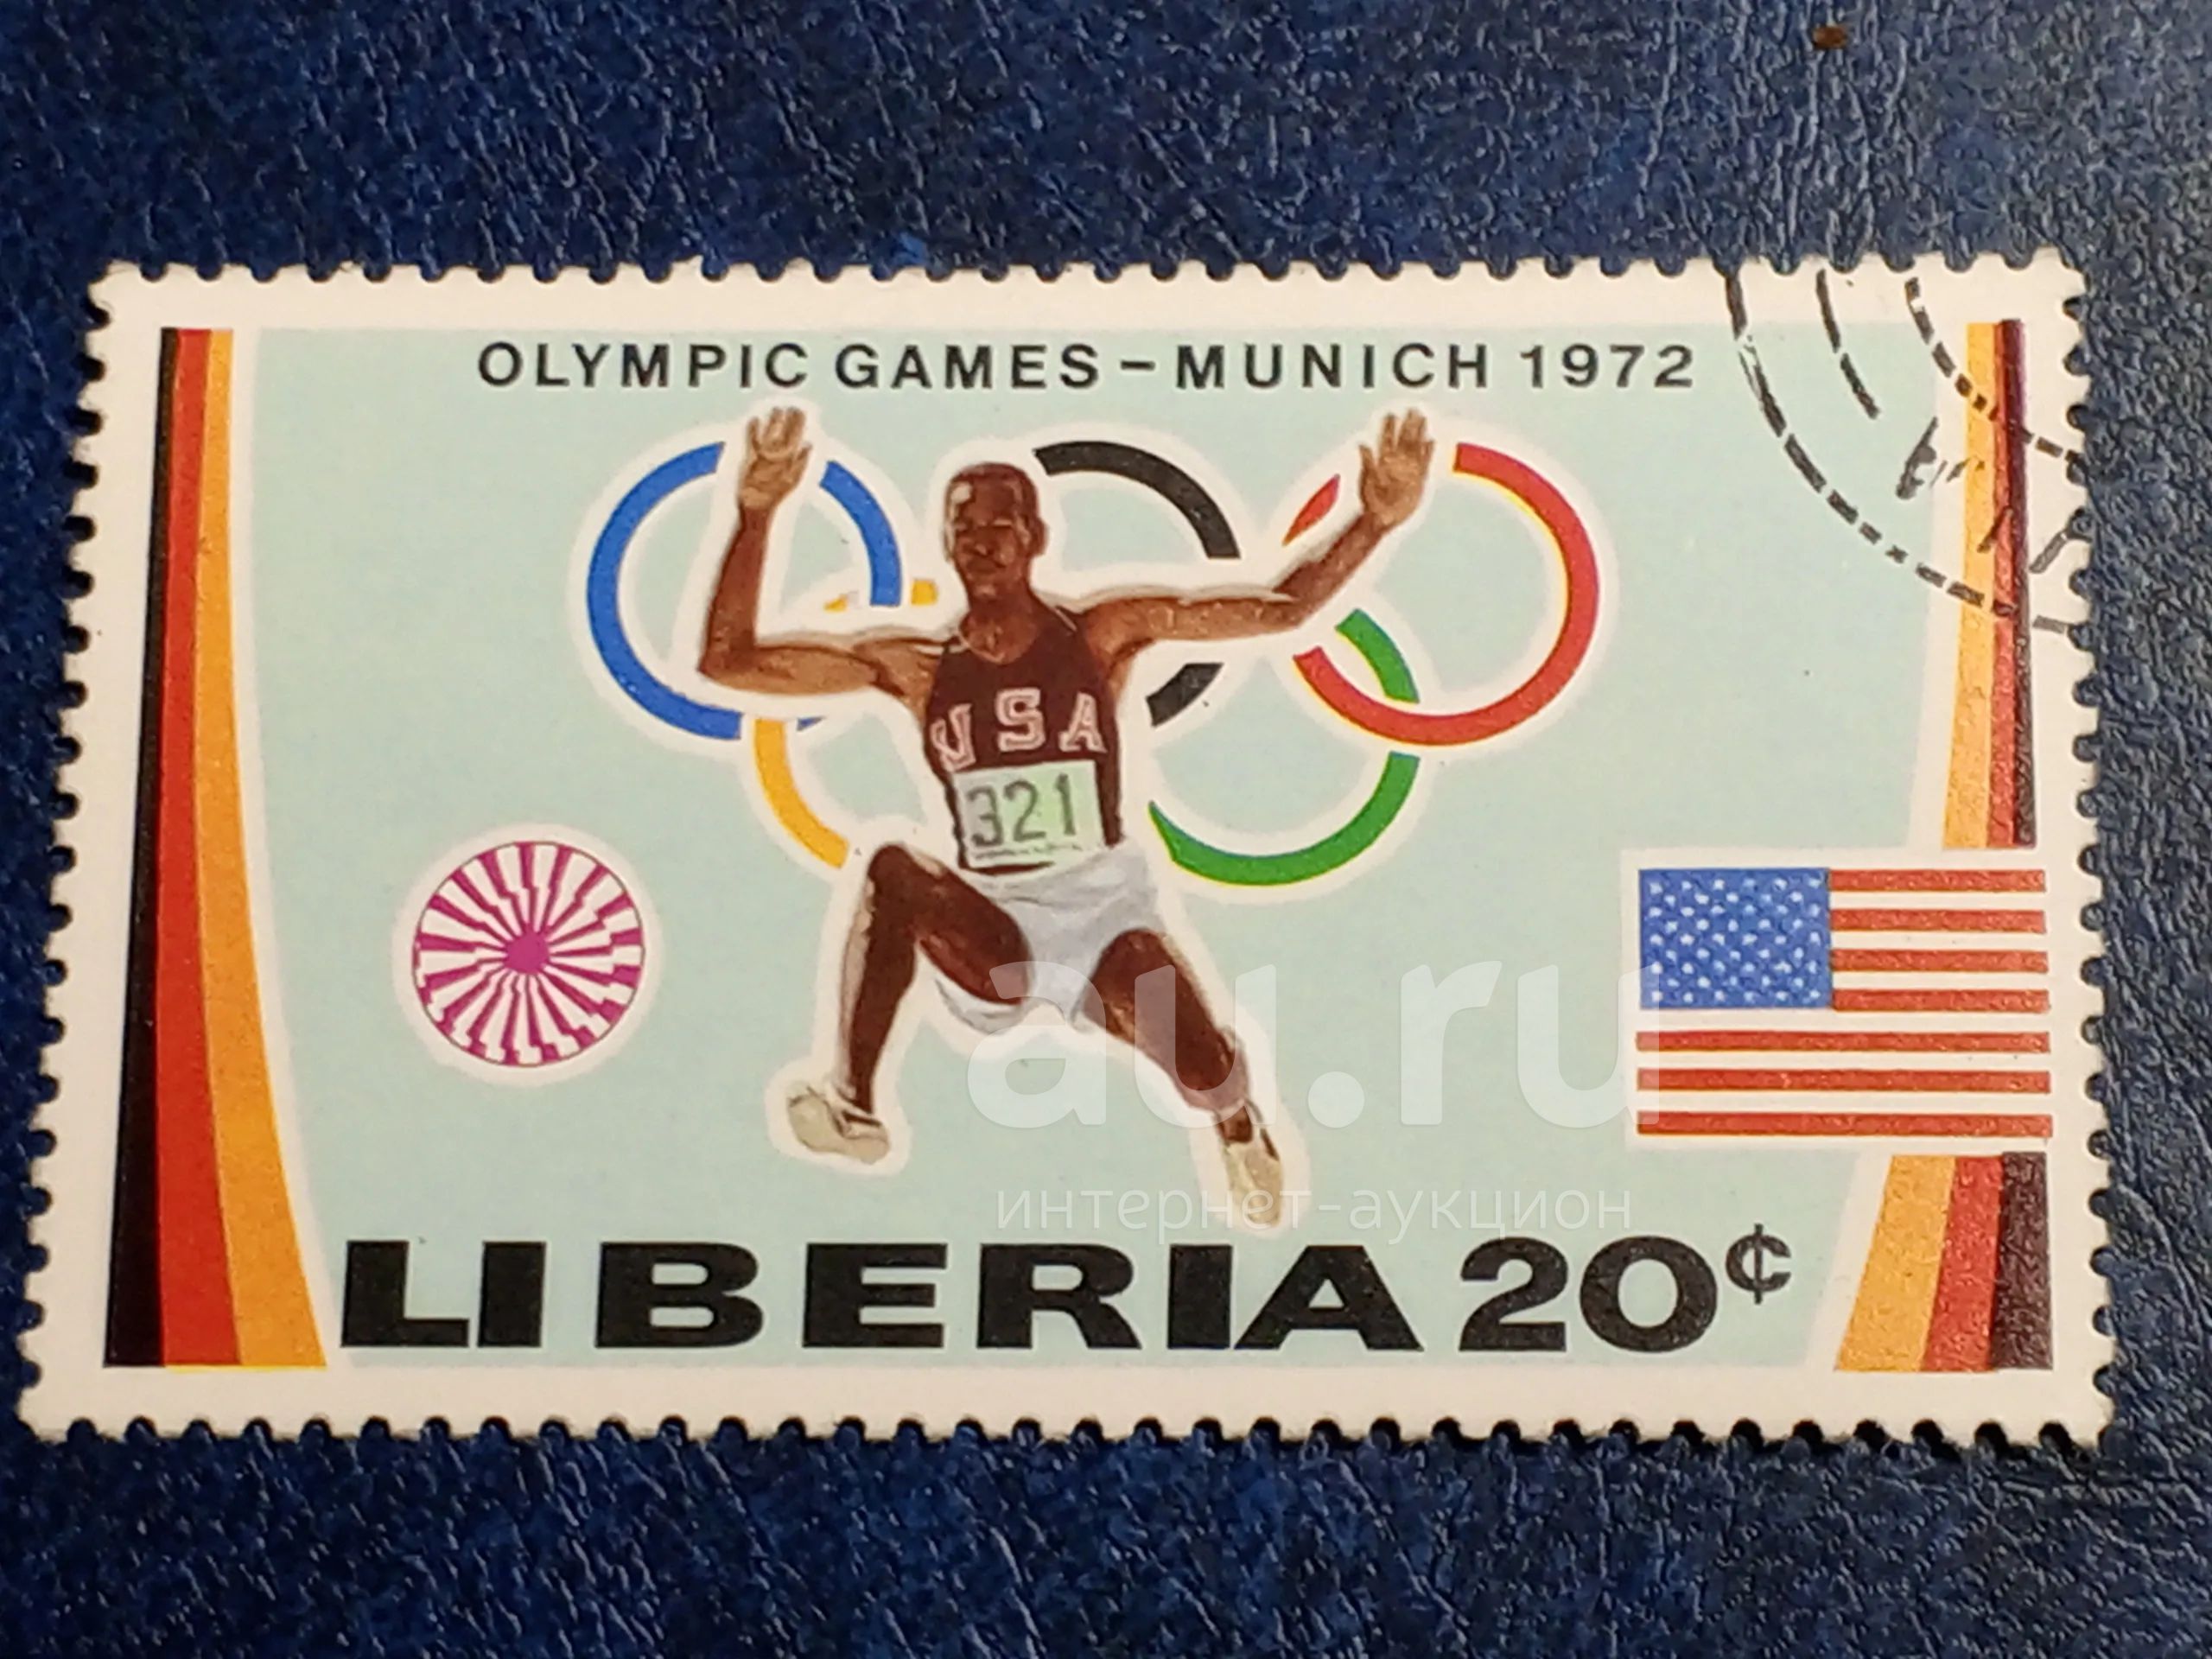 OLYMPIC GAMES – MUNICH 1972
USA
321
au.ru
интернет-аукцион
LIBERIA 20¢